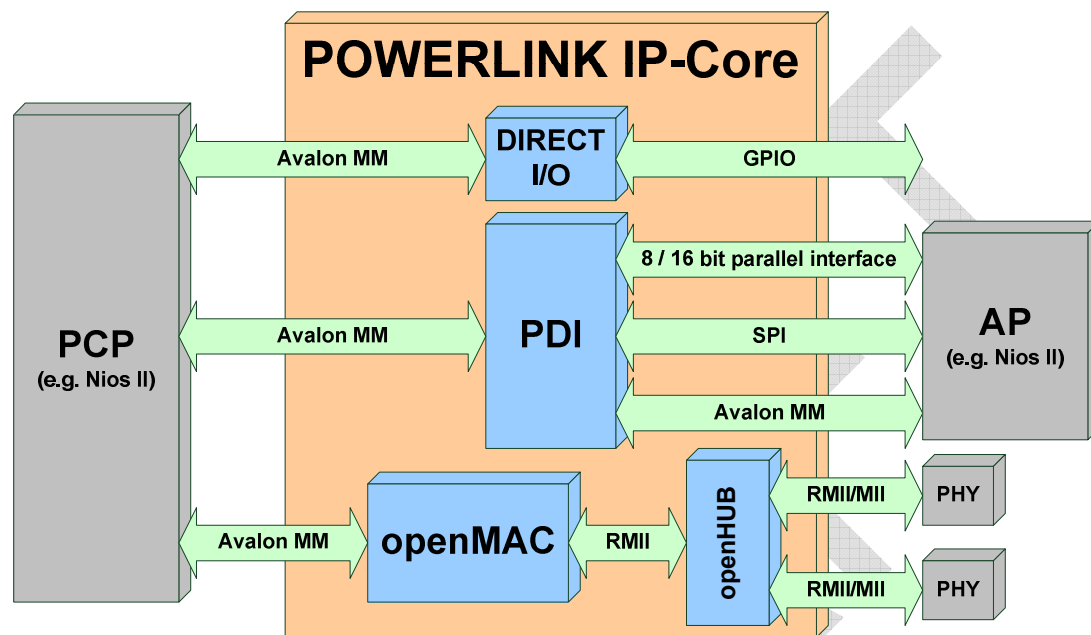 POWERLINK IP-Core
DIRECT
I/O
Avalon MM
GPIO
8 / 16 bit parallel interface
PCP
(e.g. Nios II)
Avalon MM
PDI
SPI
AP
(e.g. Nios II)
Avalon MM
openHUB
RMII/MII
PHY
Avalon MM
openMAC
RMII
RMII/MII
PHY